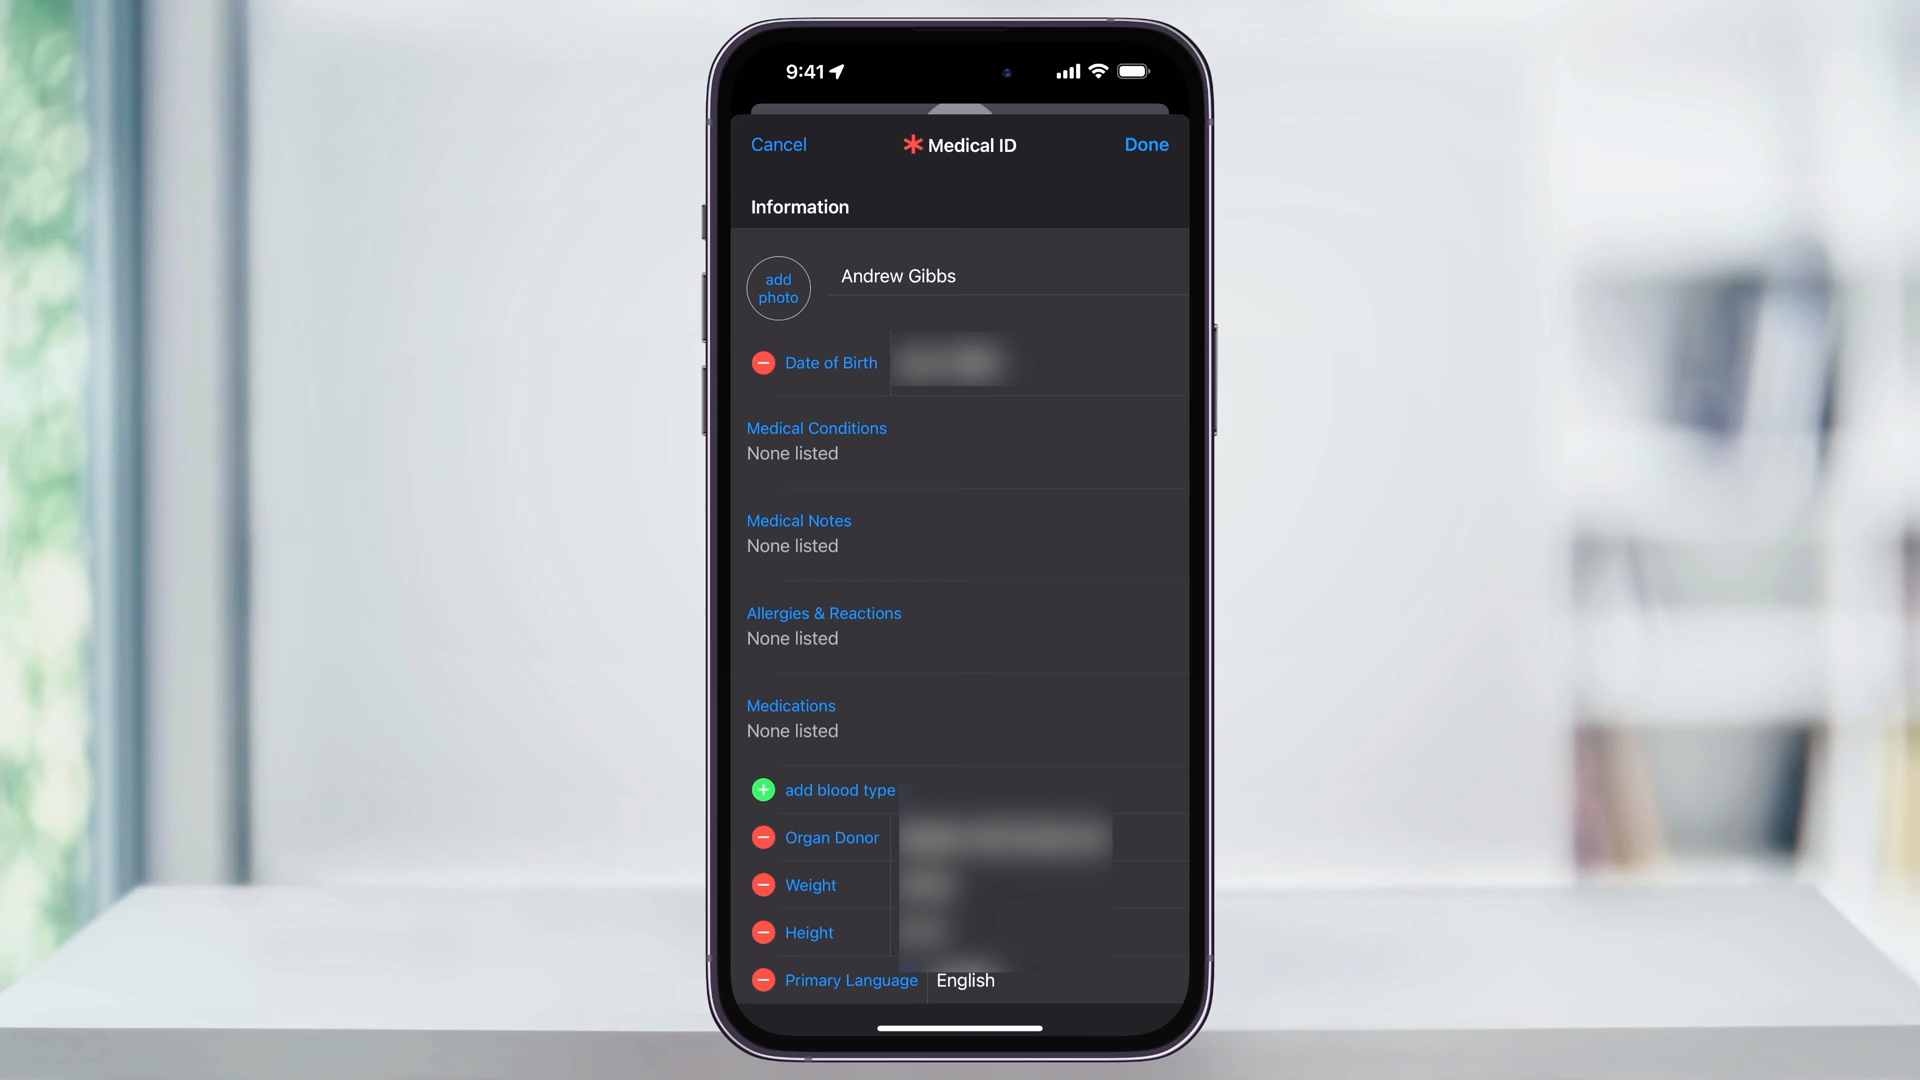 9:41
Cancel
Medical ID
Done
Information
add
photo
Andrew Gibbs
Date of Birth
Medical Conditions
None listed
Medical Notes
None listed
Allergies & Reactions
None listed
Medications
None listed
add blood type
Organ Donor
Weight
Height
Primary Language English